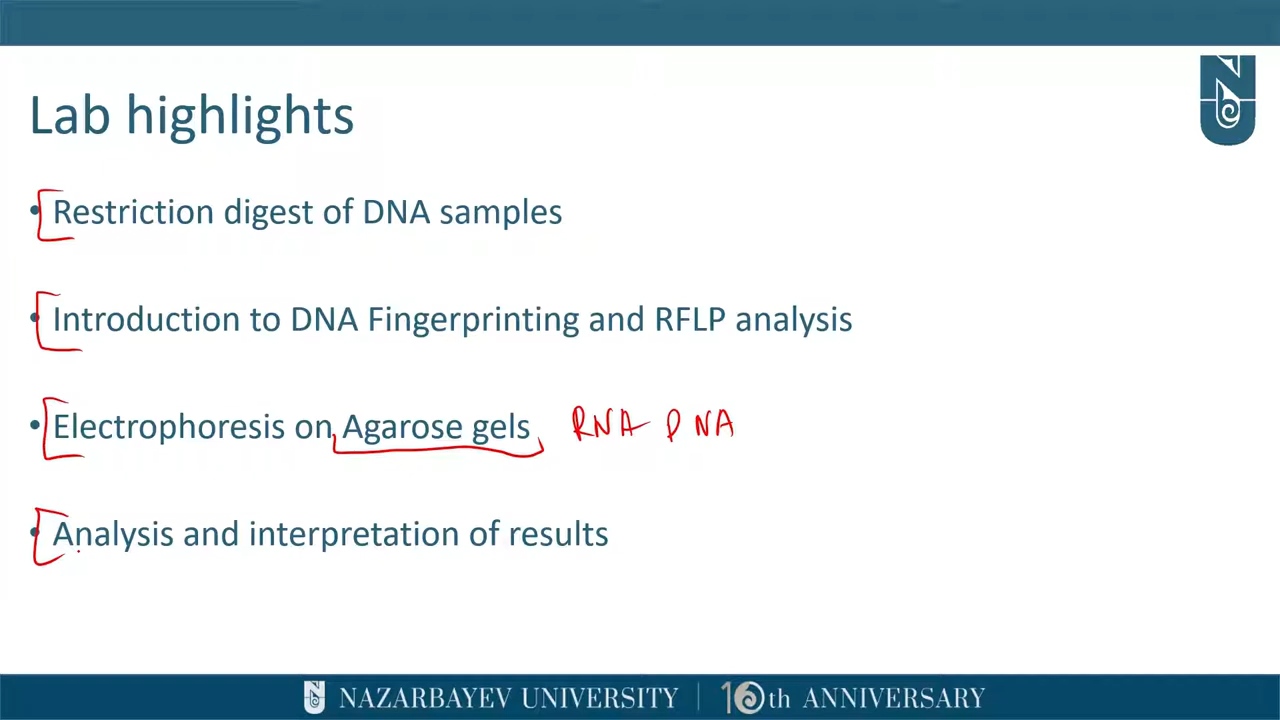 Lab highlights
• Restriction digest of DNA samples
• Introduction to DNA Fingerprinting and RFLP analysis
• Electrophoresis on Agarose gels RNA DNA
• Analysis and interpretation of results
NAZARBAYEV UNIVERSITY | 10th ANNIVERSARY